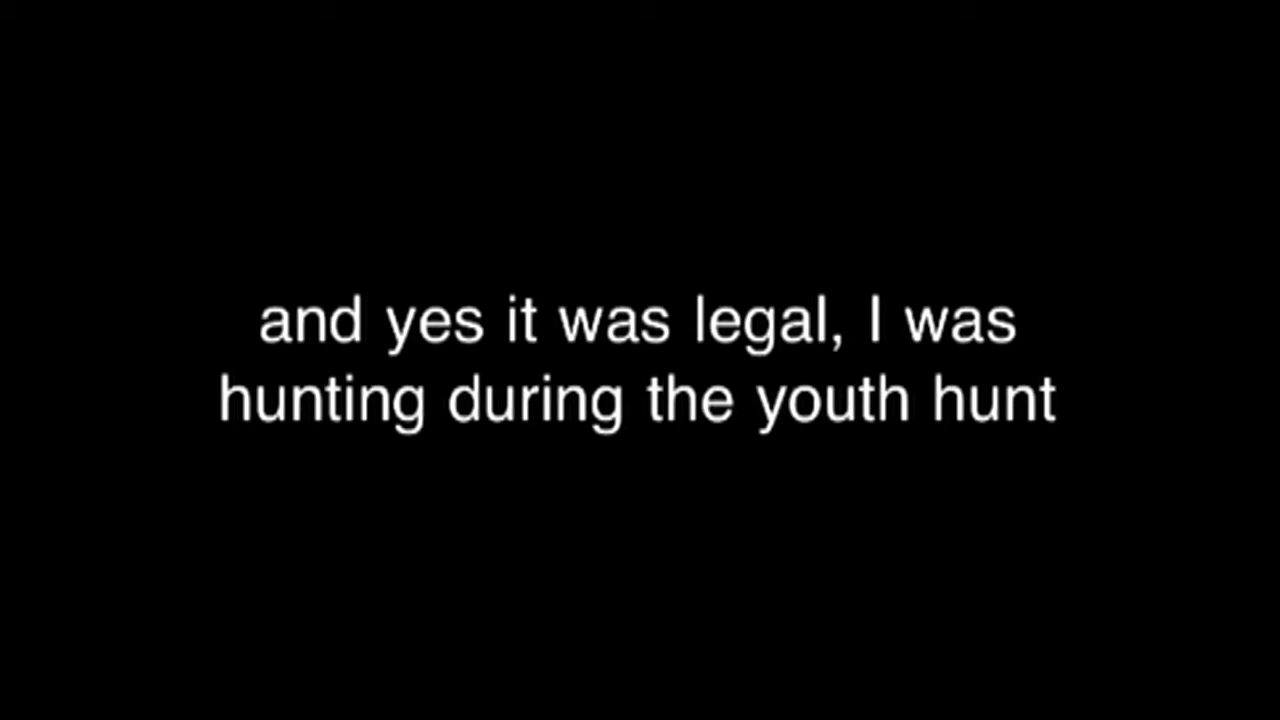 and yes it was legal, I was
hunting during the youth hunt